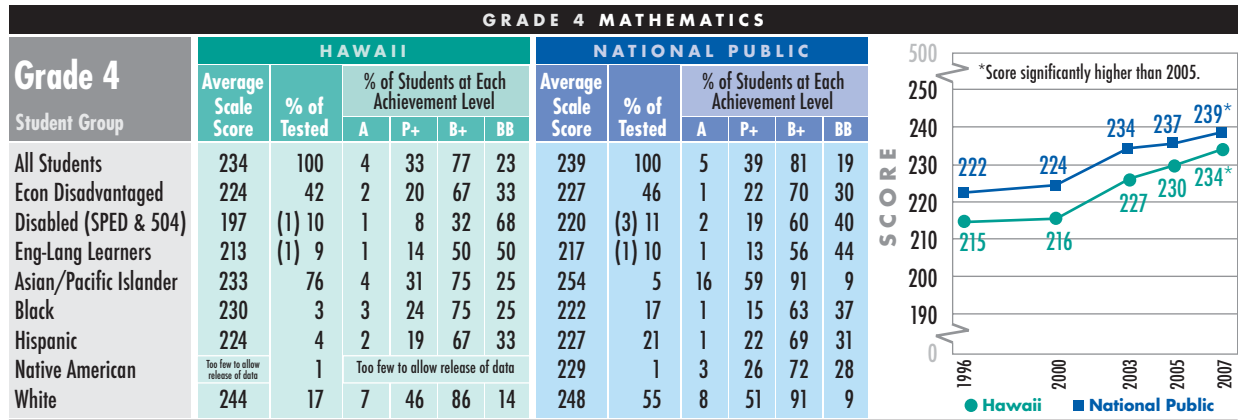 GRADE 4 MATHEMATICS
Grade 4
Student Group
HAWAII
NATIONAL PUBLIC
Average Scale Score
% of Tested
% of Students at Each Achievement Level
A P+ B+ BB
Average Scale Score
% of Tested
% of Students at Each Achievement Level
A P+ B+ BB
All Students 234 100 4 33 77 23 239 100 5 39 81 19
Econ Disadvantaged 224 42 2 20 67 33 227 46 1 22 70 30
Disabled (SPED & 504) 197 (1) 10 1 8 32 68 220 (3) 11 2 19 60 40
Eng-Lang Learners 213 (1) 9 1 14 50 50 217 (1) 10 1 13 56 44
Asian/Pacific Islander 233 76 4 31 75 25 254 5 16 59 91 9
Black 230 3 3 24 75 25 222 17 1 15 63 37
Hispanic 224 4 2 19 67 33 227 21 1 22 69 31
Native American Too few to allow release of data 1 Too few to allow release of data 229 1 3 26 72 28
White 244 17 7 46 86 14 248 55 8 51 91 9
SCORE
500
250
240
230
220
210
200
190
0
*Score significantly higher than 2005.
222 224 234 237 239*
215 216 227 230 234*
1996 2000 2003 2005 2007
Hawaii National Public